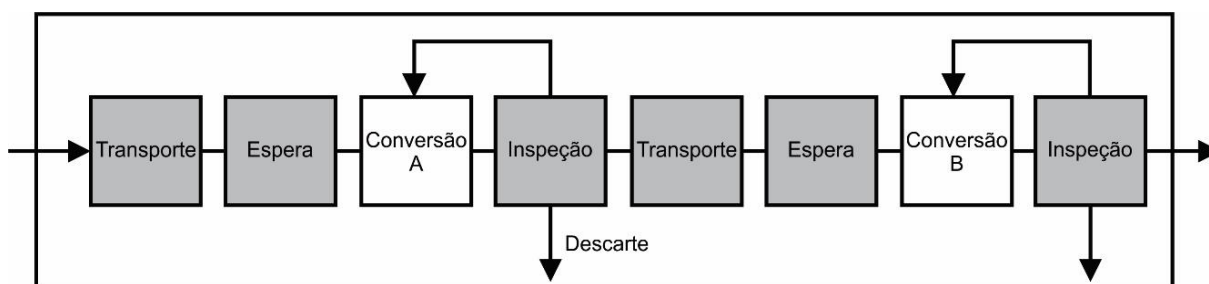 Transporte
Espera
Conversão
A
Inspeção
Transporte
Espera
Conversão
B
Inspeção
Descarte